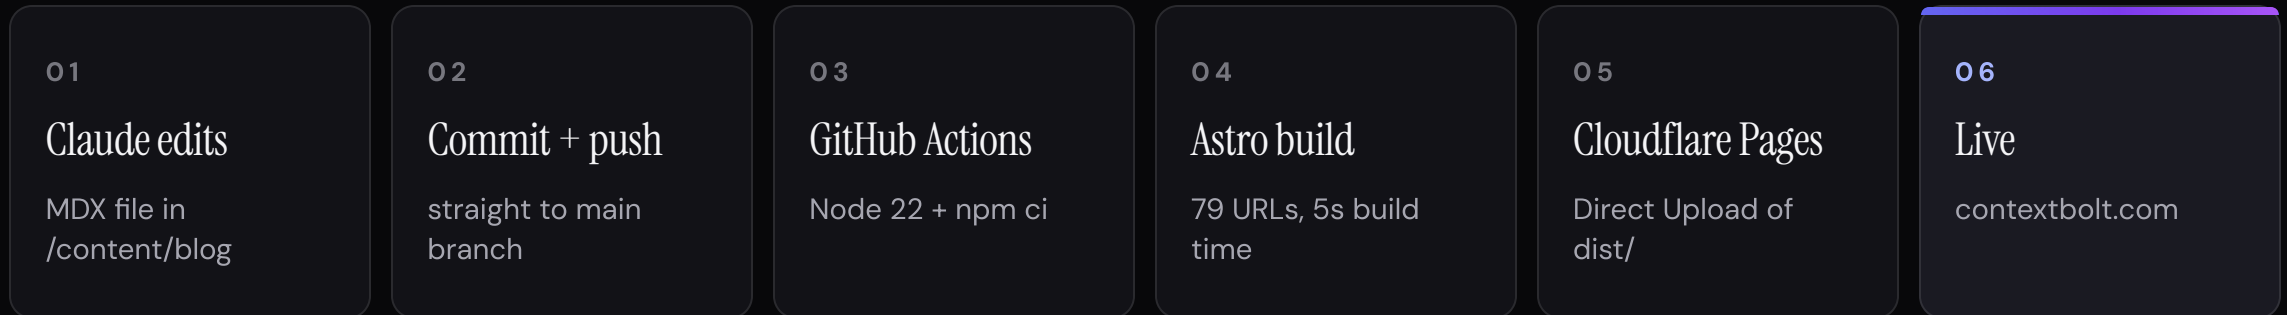 01
Claude edits
MDX file in
/content/blog
02
Commit + push
straight to main
branch
03
GitHub Actions
Node 22 + npm ci
04
Astro build
79 URLs, 5s build
time
05
Cloudflare Pages
Direct Upload of
dist/
06
Live
contextbolt.com